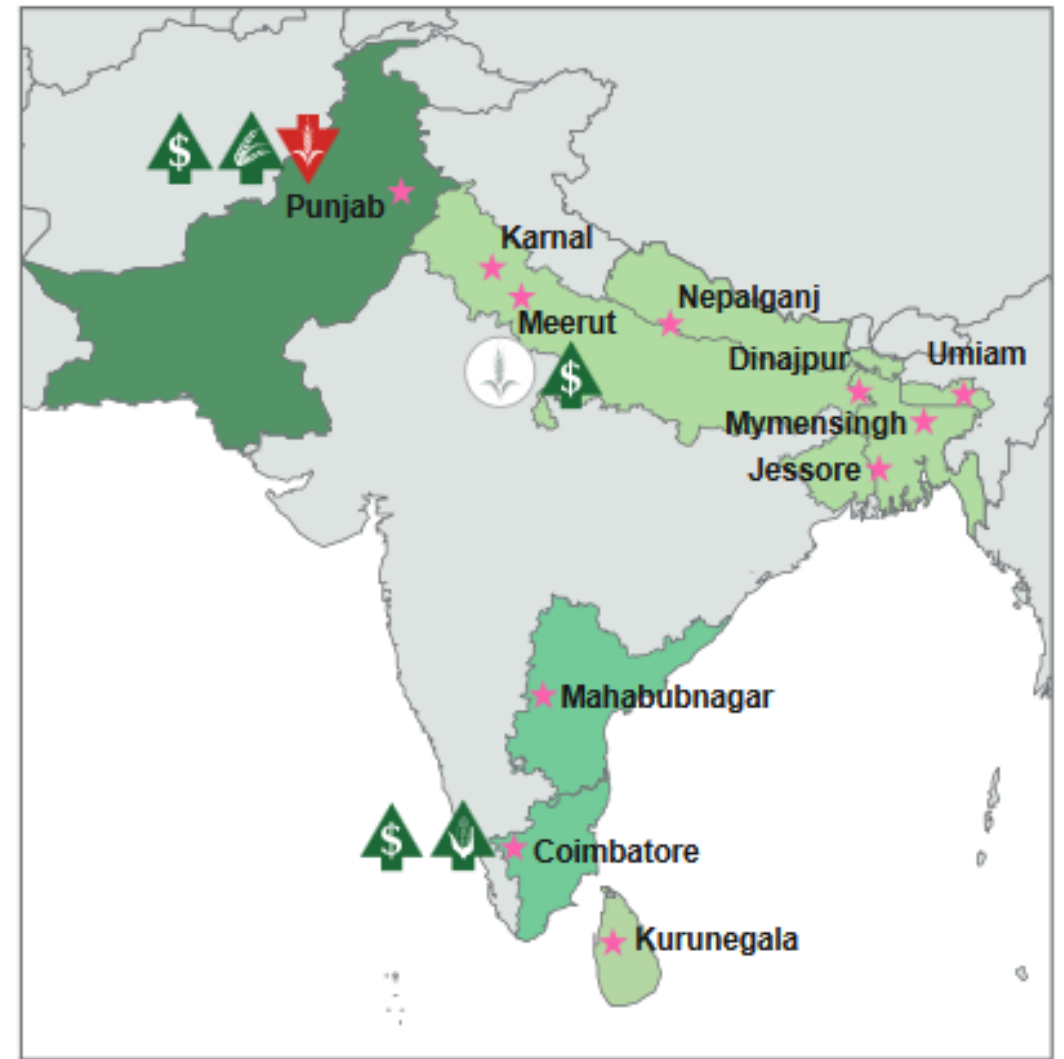 $
Punjab
Karnal
Nepalganj
Meerut
Dinajpur
Umiam
$
Mymensingh
Jessore
Mahabubnagar
$
Coimbatore
Kurunegala